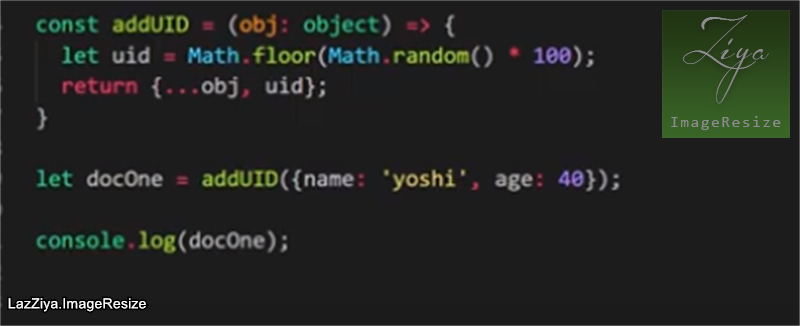 const addUID = (obj: object) => {
  let uid = Math.floor(Math.random() * 100);
  return {...obj, uid};
}
let docOne = addUID({name: 'yoshi', age: 40});
console.log(docOne);
Ziya
ImageResize
LazZiya.ImageResize